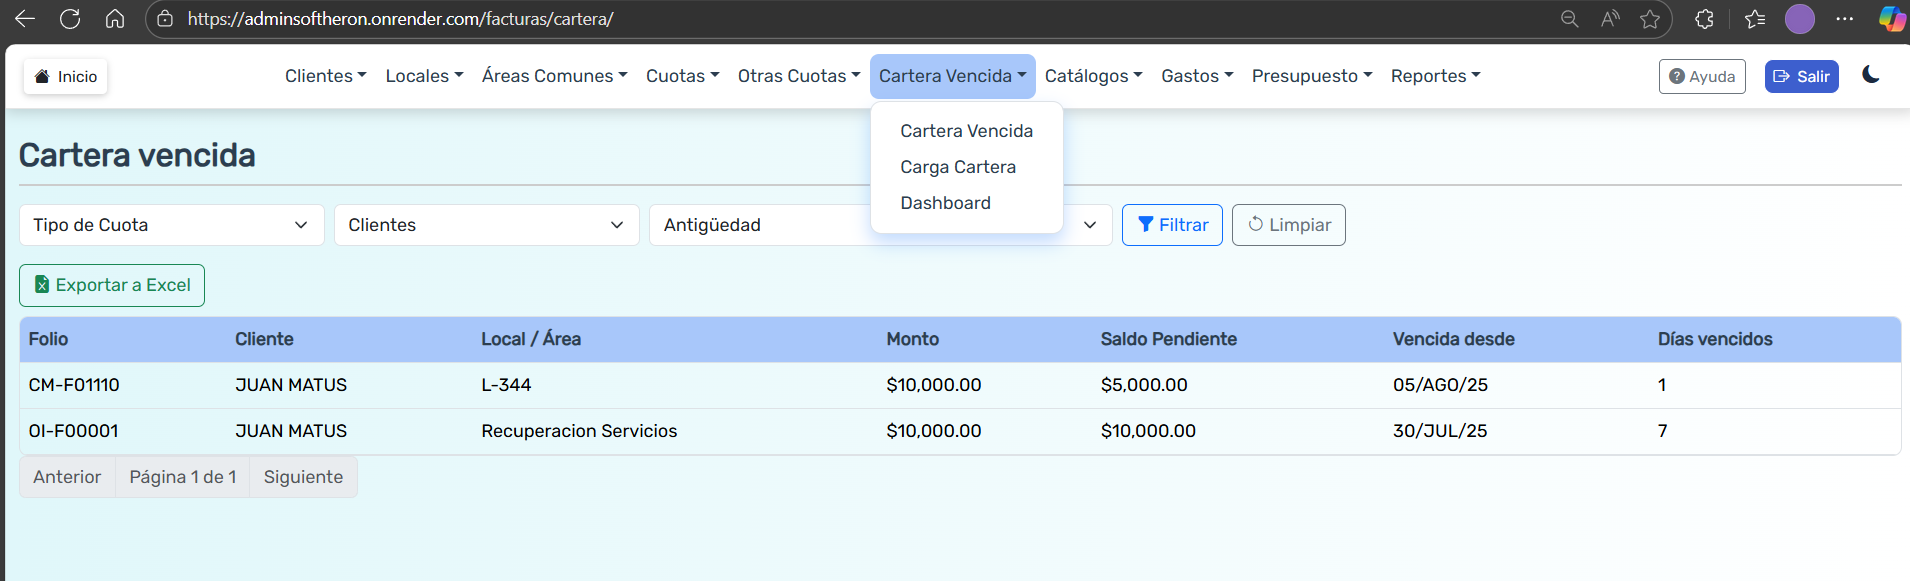 https://adminsoftheron.onrender.com/facturas/cartera/
Inicio
Clientes Locales Áreas Comunes Cuotas Otras Cuotas Cartera Vencida Catálogos Gastos Presupuesto Reportes
Ayuda
Salir
Cartera Vencida
Carga Cartera
Dashboard
Cartera vencida
Tipo de Cuota Clientes Antigüedad Filtrar Limpiar
Exportar a Excel
Folio Cliente Local / Área Monto Saldo Pendiente Vencida desde Días vencidos
CM-F01110 JUAN MATUS L-344 $10,000.00 $5,000.00 05/AGO/25 1
OI-F00001 JUAN MATUS Recuperacion Servicios $10,000.00 $10,000.00 30/JUL/25 7
Anterior Página 1 de 1 Siguiente